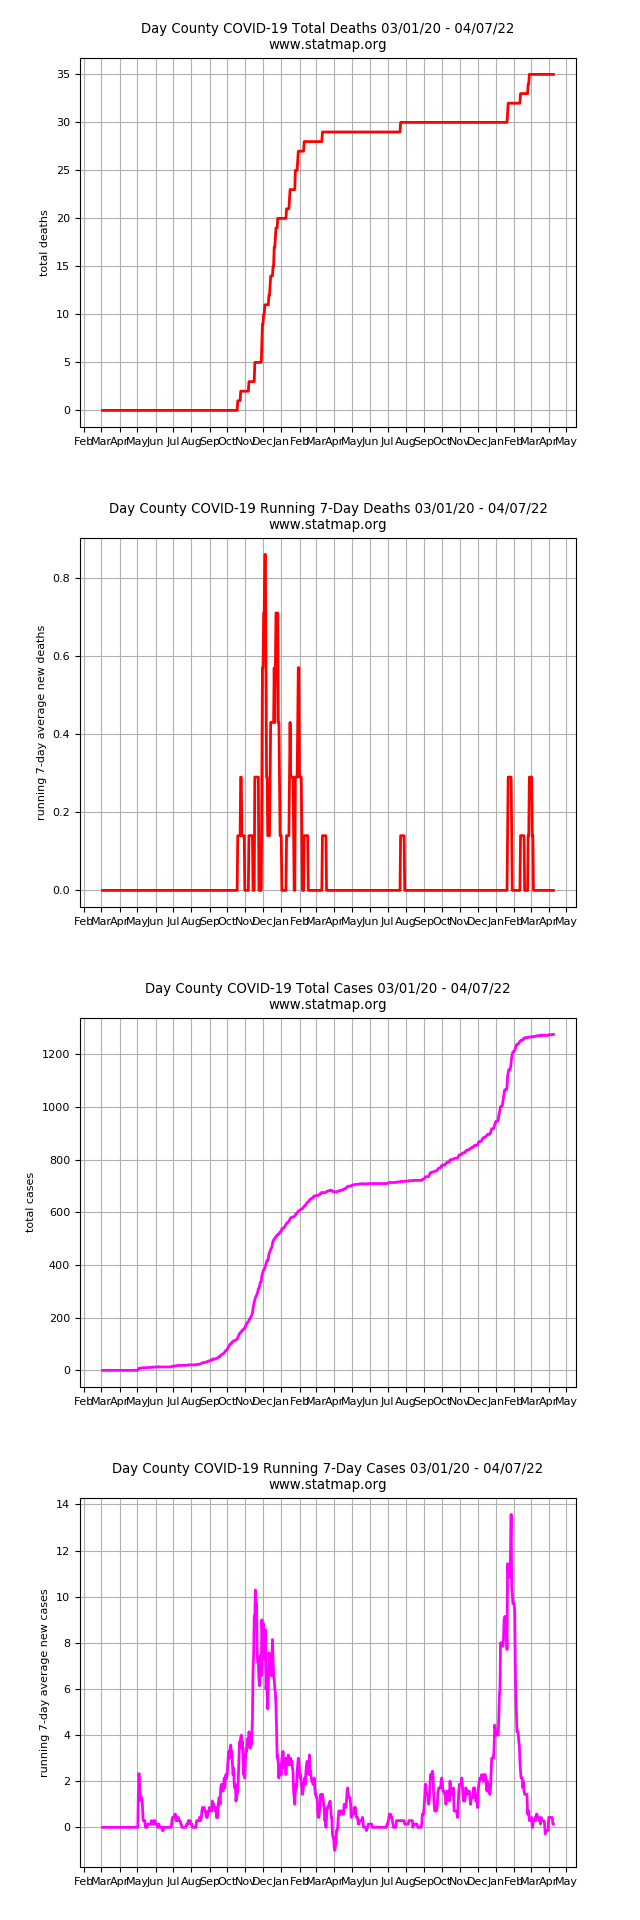 Day County COVID-19 Total Deaths 03/01/20 - 04/07/22
www.statmap.org
35
30
25
20
15
10
5
0
total deaths
Feb Mar Apr May Jun Jul Aug Sep Oct Nov Dec Jan Feb Mar Apr May Jun Jul Aug Sep Oct Nov Dec Jan Feb Mar Apr May
Day County COVID-19 Running 7-Day Deaths 03/01/20 - 04/07/22
www.statmap.org
0.8
0.6
0.4
0.2
0.0
running 7-day average new deaths
Feb Mar Apr May Jun Jul Aug Sep Oct Nov Dec Jan Feb Mar Apr May Jun Jul Aug Sep Oct Nov Dec Jan Feb Mar Apr May
Day County COVID-19 Total Cases 03/01/20 - 04/07/22
www.statmap.org
1200
1000
800
600
400
200
0
total cases
Feb Mar Apr May Jun Jul Aug Sep Oct Nov Dec Jan Feb Mar Apr May Jun Jul Aug Sep Oct Nov Dec Jan Feb Mar Apr May
Day County COVID-19 Running 7-Day Cases 03/01/20 - 04/07/22
www.statmap.org
14
12
10
8
6
4
2
0
running 7-day average new cases
Feb Mar Apr May Jun Jul Aug Sep Oct Nov Dec Jan Feb Mar Apr May Jun Jul Aug Sep Oct Nov Dec Jan Feb Mar Apr May